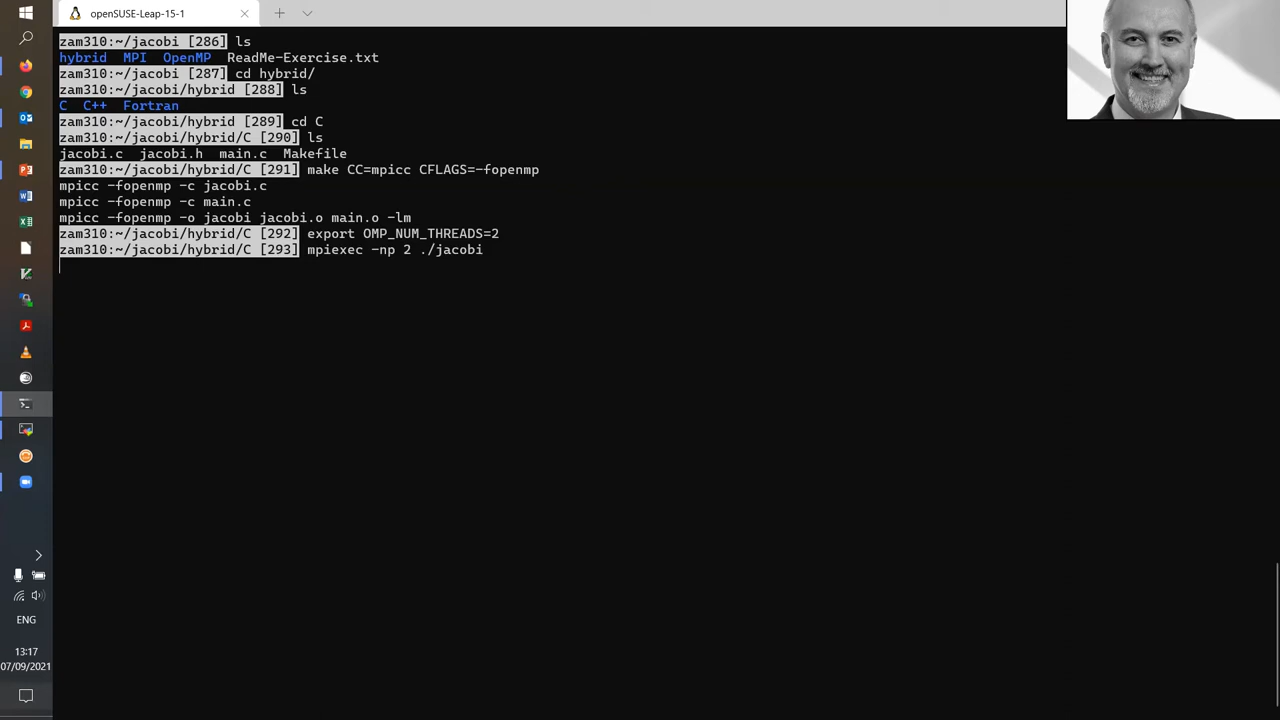 openSUSE-Leap-15-1
zam310:~/jacobi [286] ls
hybrid MPI OpenMP ReadMe-Exercise.txt
zam310:~/jacobi [287] cd hybrid/
zam310:~/jacobi/hybrid [288] ls
C C++ Fortran
zam310:~/jacobi/hybrid [289] cd C
zam310:~/jacobi/hybrid/C [290] ls
jacobi.c jacobi.h main.c Makefile
zam310:~/jacobi/hybrid/C [291] make CC=mpicc CFLAGS=-fopenmp
mpicc -fopenmp -c jacobi.c
mpicc -fopenmp -c main.c
mpicc -fopenmp -o jacobi jacobi.o main.o -lm
zam310:~/jacobi/hybrid/C [292] export OMP_NUM_THREADS=2
zam310:~/jacobi/hybrid/C [293] mpiexec -np 2 ./jacobi
ENG
13:17
07/09/2021